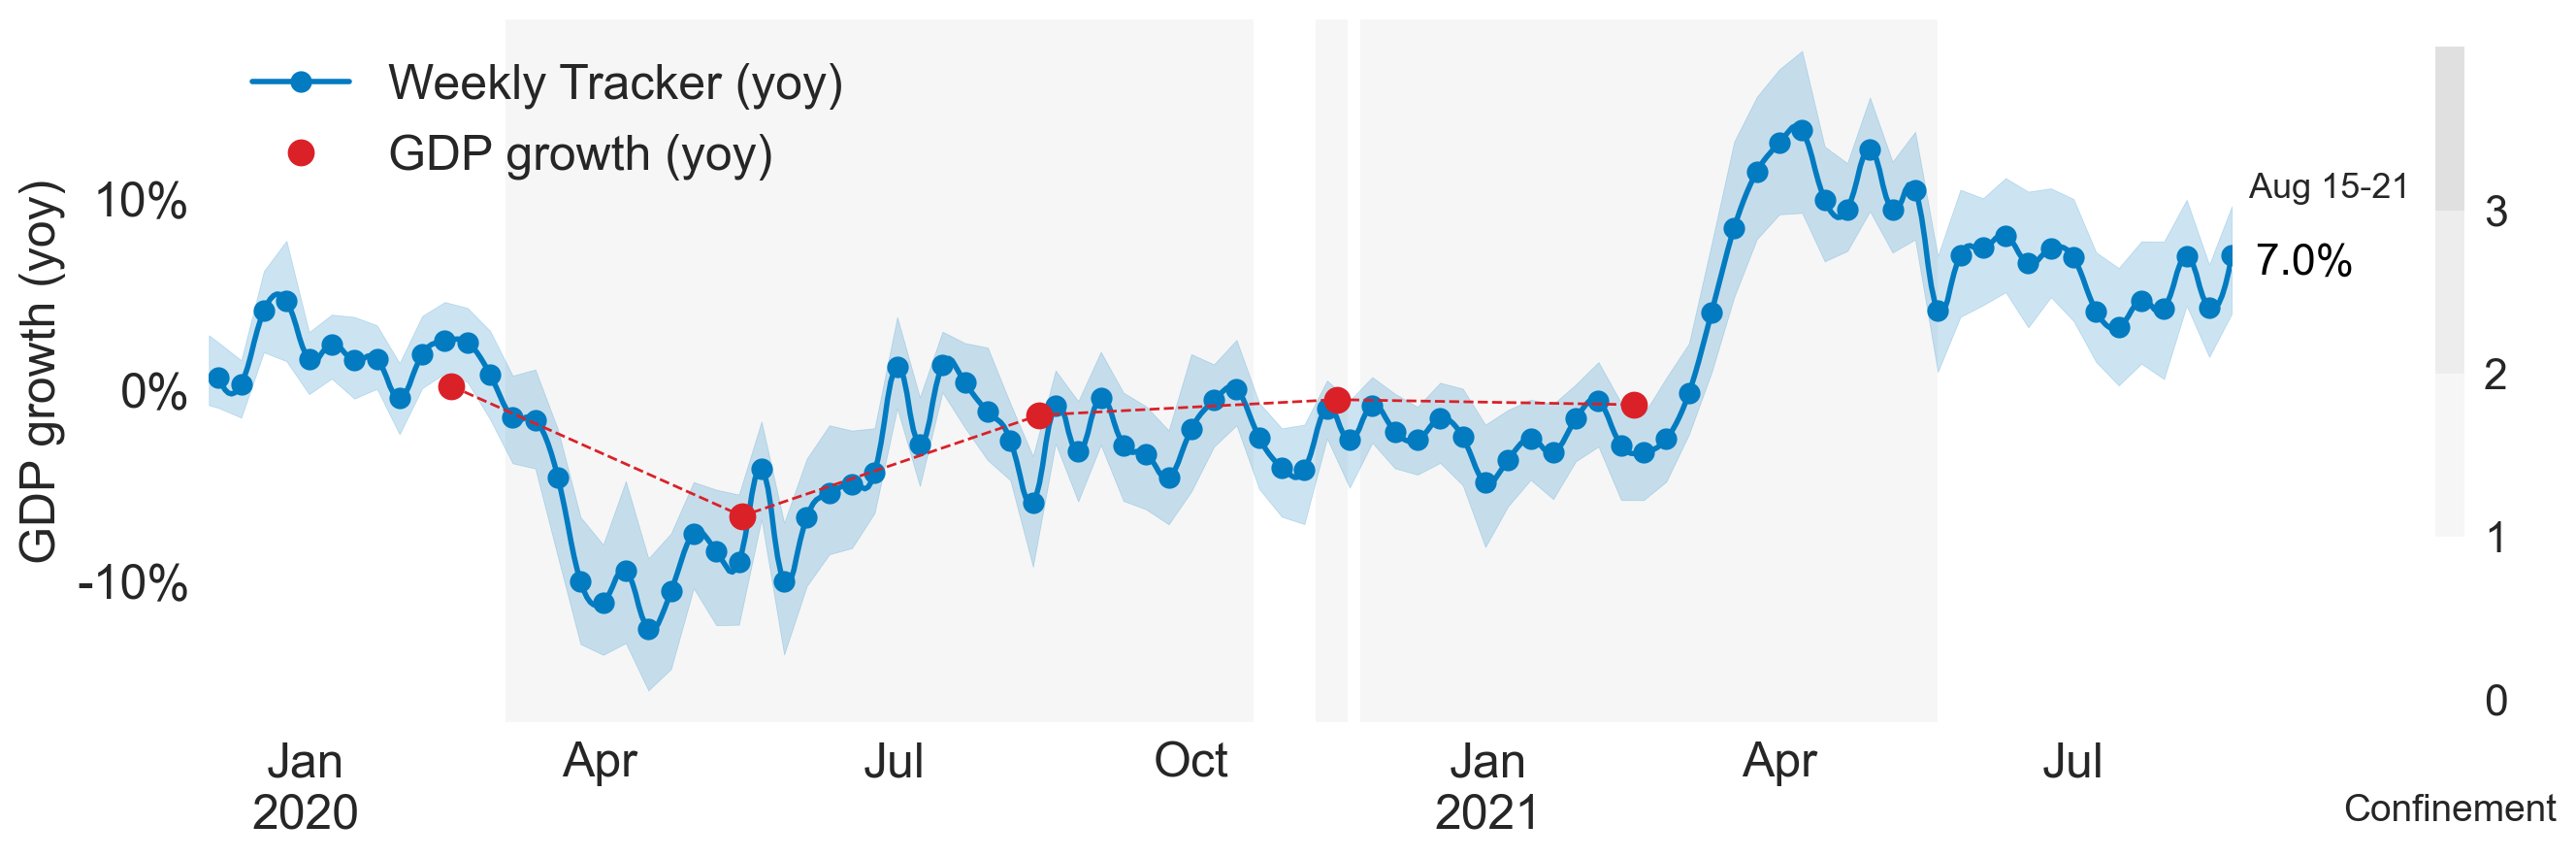 Weekly Tracker (yoy)
GDP growth (yoy)
GDP growth (yoy)
10%
0%
-10%
Aug 15-21
7.0%
3
2
1
0
Jan
2020
Apr
Jul
Oct
Jan
2021
Apr
Jul
Confinement